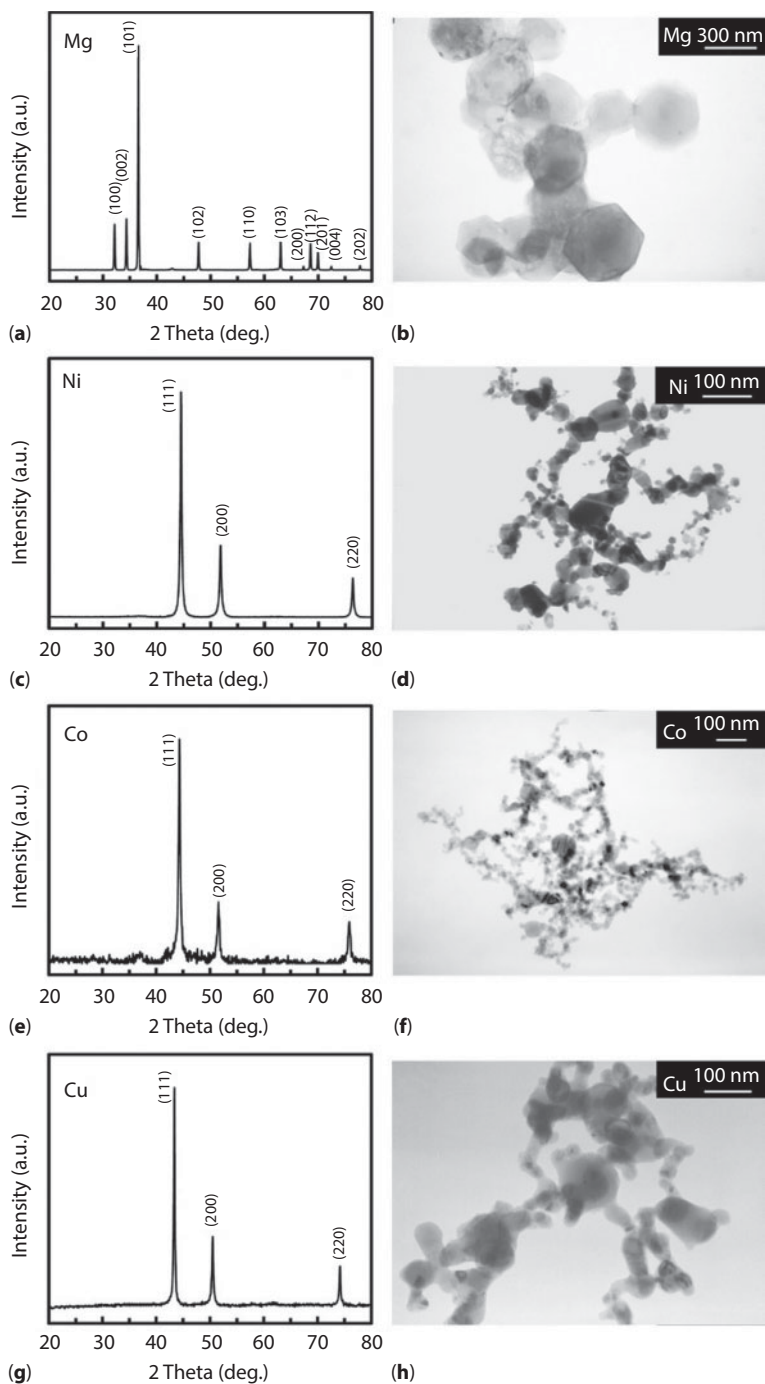 Mg
Intensity (a.u.)
(100)
(002)
(101)
(102)
(110)
(103)
(200)
(112)
(201)
(004)
(202)
20 30 40 50 60 70 80
2 Theta (deg.)
(a)
Mg 300 nm
(b)
Ni
Intensity (a.u.)
(111)
(200)
(220)
20 30 40 50 60 70 80
2 Theta (deg.)
(c)
Ni 100 nm
(d)
Co
Intensity (a.u.)
(111)
(200)
(220)
20 30 40 50 60 70 80
2 Theta (deg.)
(e)
Co 100 nm
(f)
Cu
Intensity (a.u.)
(111)
(200)
(220)
20 30 40 50 60 70 80
2 Theta (deg.)
(g)
Cu 100 nm
(h)